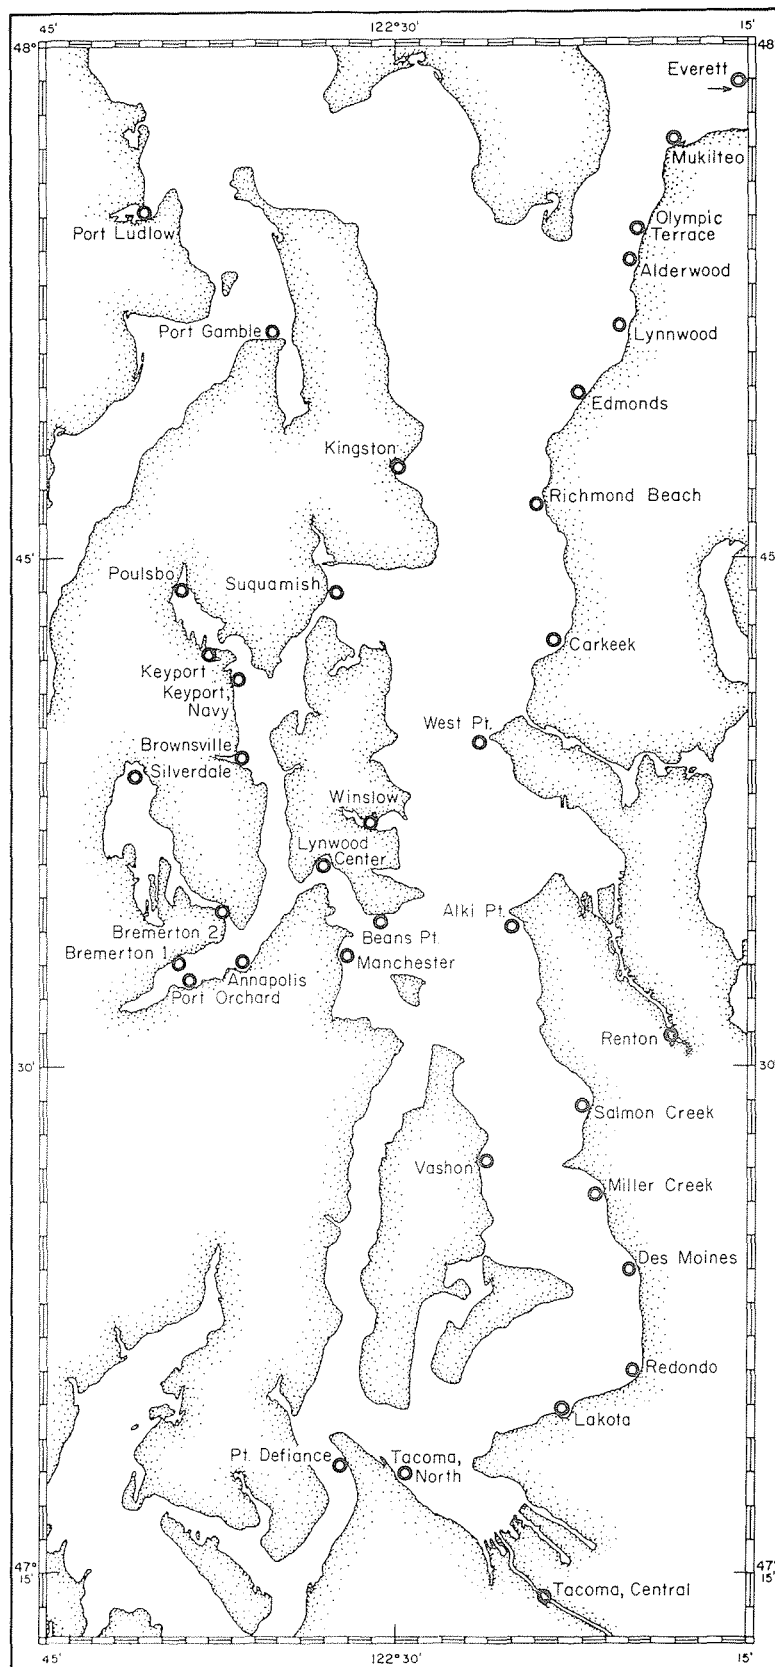 45'
122°30'
15'
48°
48°
Everett
Mukilteo
Port Ludlow
Olympic
Terrace
Alderwood
Port Gamble
Lynnwood
Edmonds
Kingston
Richmond Beach
45'
45'
Poulsbo
Suquamish
Carkeek
Keyport
Keyport,
Navy
West Pt.
Brownsville
Silverdale
Winslow
Lynwood
Center
Alki Pt.
Bremerton 2
Beans Pt.
Bremerton 1
Manchester
Annapolis
Port Orchard
Renton
30'
30'
Salmon Creek
Vashon
Miller Creek
Des Moines
Redondo
Lakota
Pt. Defiance
Tacoma,
North
47°
15'
47°
15'
Tacoma, Central
45'
122°30'
15'